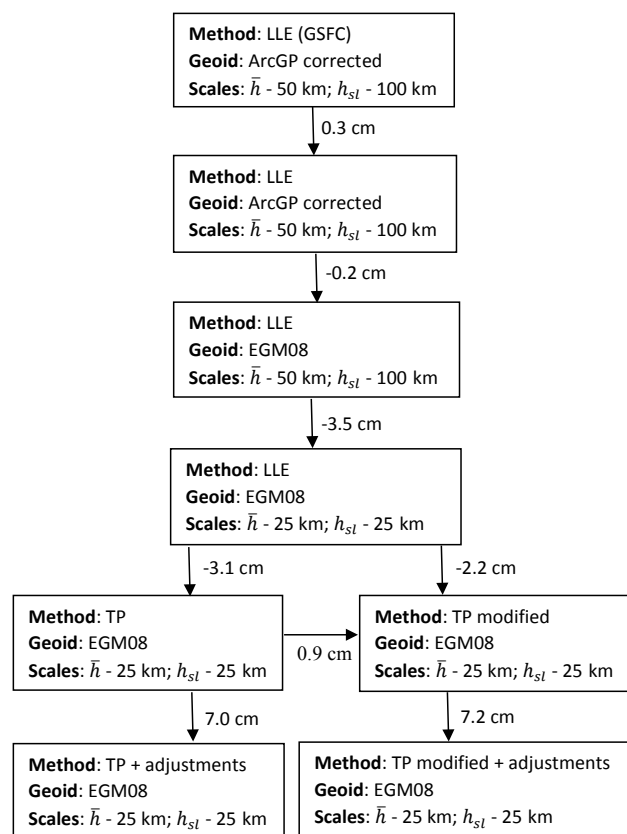 Method: LLE (GSFC)
Geoid: ArcGP corrected
Scales: h̄ - 50 km; hsl - 100 km
0.3 cm
Method: LLE
Geoid: ArcGP corrected
Scales: h̄ - 50 km; hsl - 100 km
-0.2 cm
Method: LLE
Geoid: EGM08
Scales: h̄ - 50 km; hsl - 100 km
-3.5 cm
Method: LLE
Geoid: EGM08
Scales: h̄ - 25 km; hsl - 25 km
-3.1 cm
-2.2 cm
Method: TP
Geoid: EGM08
Scales: h̄ - 25 km; hsl - 25 km
0.9 cm
Method: TP modified
Geoid: EGM08
Scales: h̄ - 25 km; hsl - 25 km
7.0 cm
7.2 cm
Method: TP + adjustments
Geoid: EGM08
Scales: h̄ - 25 km; hsl - 25 km
Method: TP modified + adjustments
Geoid: EGM08
Scales: h̄ - 25 km; hsl - 25 km